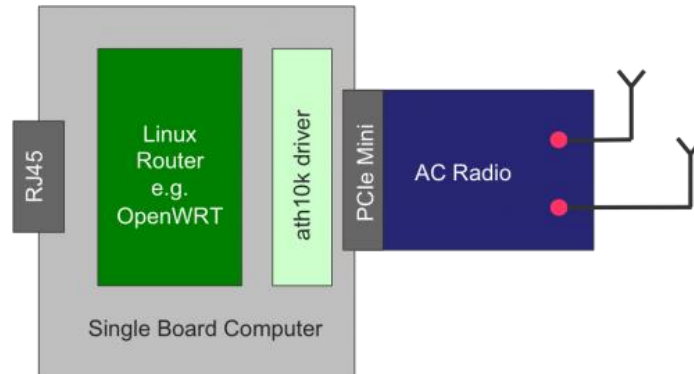 RJ45
Linux
Router
e.g.
OpenWRT
ath10k driver
PCIe Mini
AC Radio
Single Board Computer